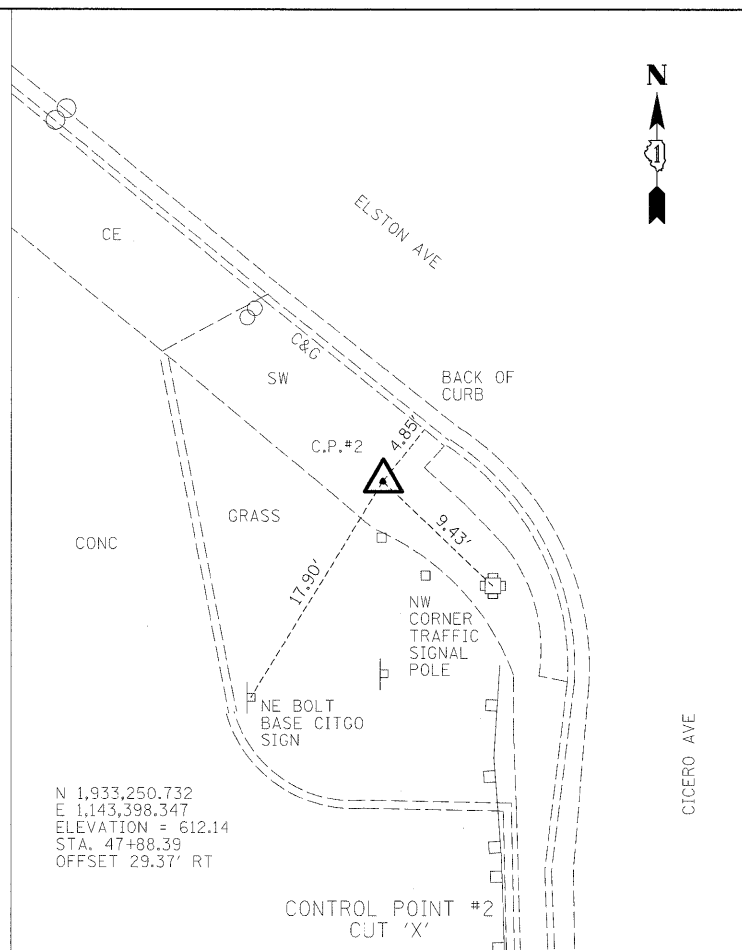 N
1
ELSTON AVE
CE
C&G
SW
BACK OF
CURB
4.85'
C.P.#2
GRASS
9.43'
CONC
17.90'
NW
CORNER
TRAFFIC
SIGNAL
POLE
NE BOLT
BASE CITGO
SIGN
CICERO AVE
N 1,933,250.732
E 1,143,398.347
ELEVATION = 612.14
STA. 47+88.39
OFFSET 29.37' RT
CONTROL POINT #2
CUT 'X'